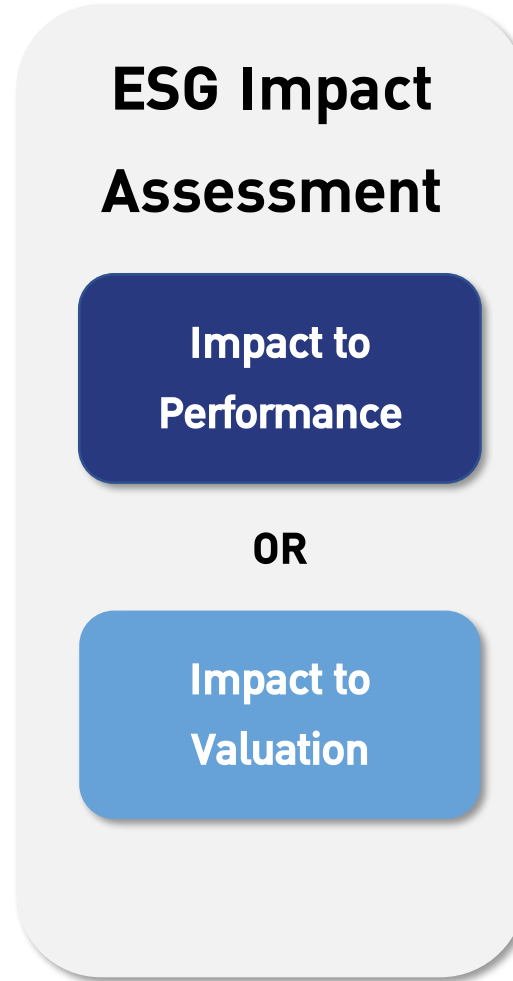 ESG Impact
Assessment
Impact to
Performance
OR
Impact to
Valuation